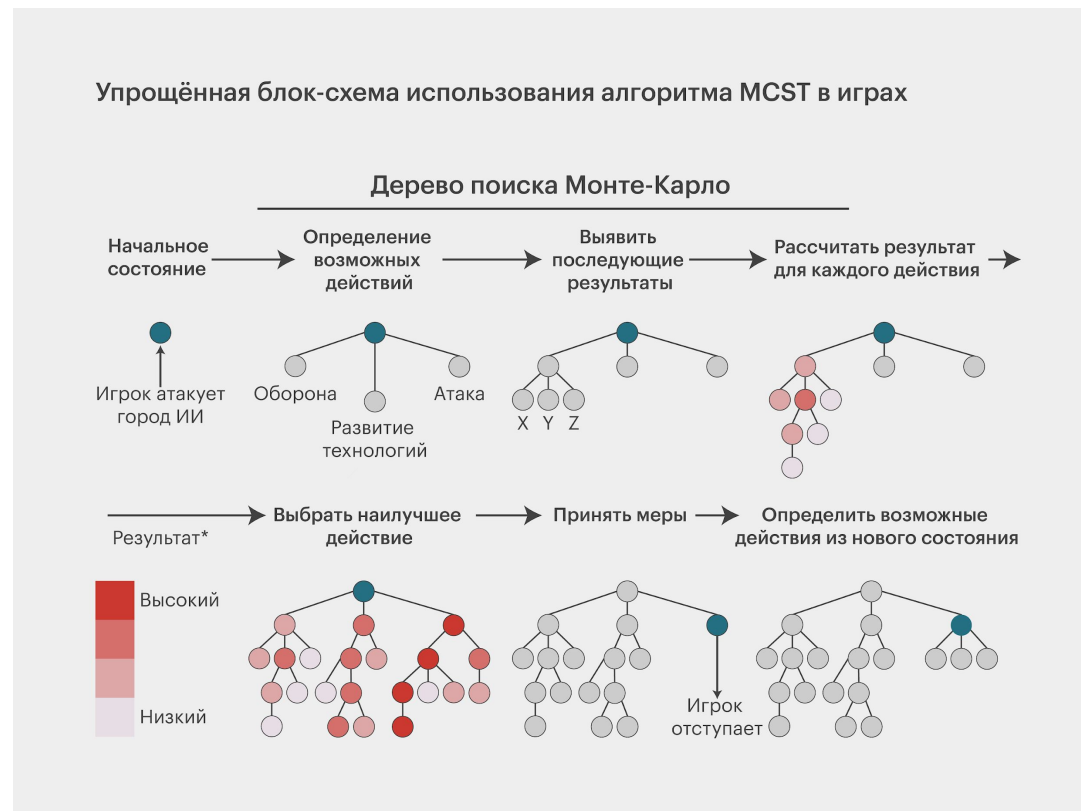 Упрощённая блок-схема использования алгоритма MCST в играх
Дерево поиска Монте-Карло
Начальное
состояние
Определение
возможных
действий
Выявить
последующие
результаты
Рассчитать результат
для каждого действия
Игрок атакует
город ИИ
Оборона
Развитие
технологий
Атака
X Y Z
Результат*
Выбрать наилучшее
действие
Принять меры
Определить возможные
действия из нового состояния
Высокий
Низкий
Игрок
отступает